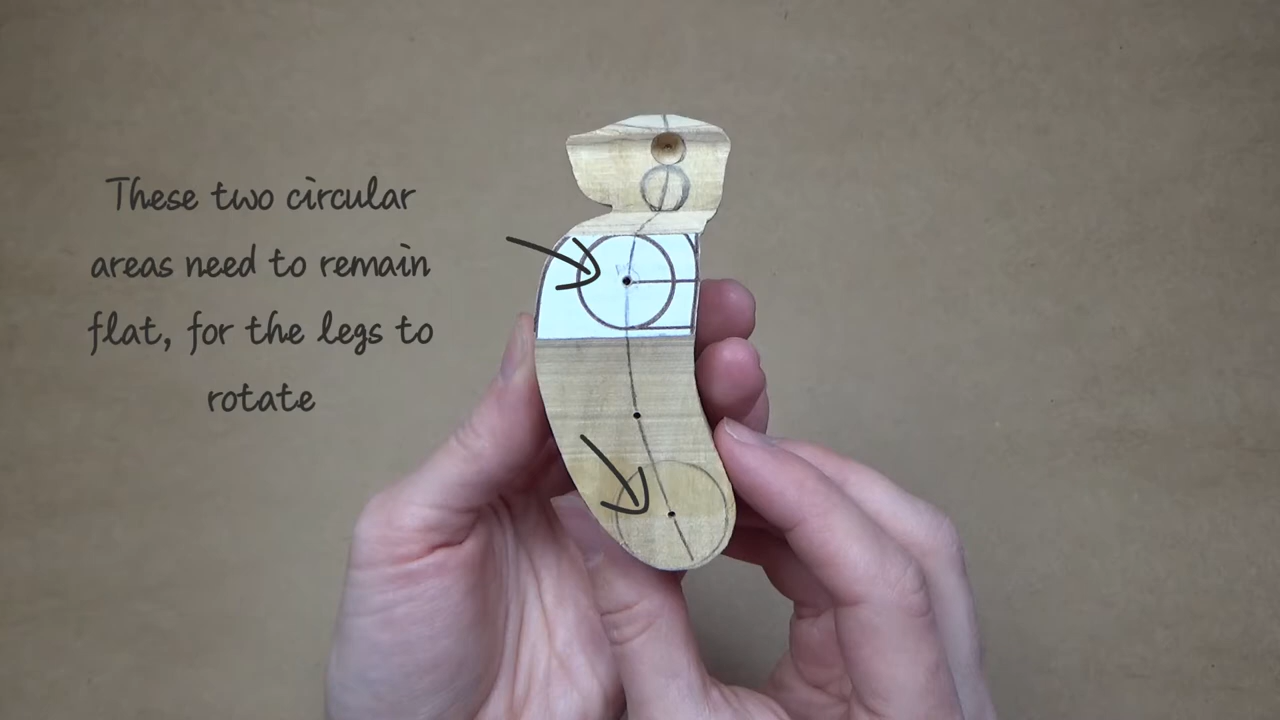 These two circular
areas need to remain
flat, for the legs to
rotate